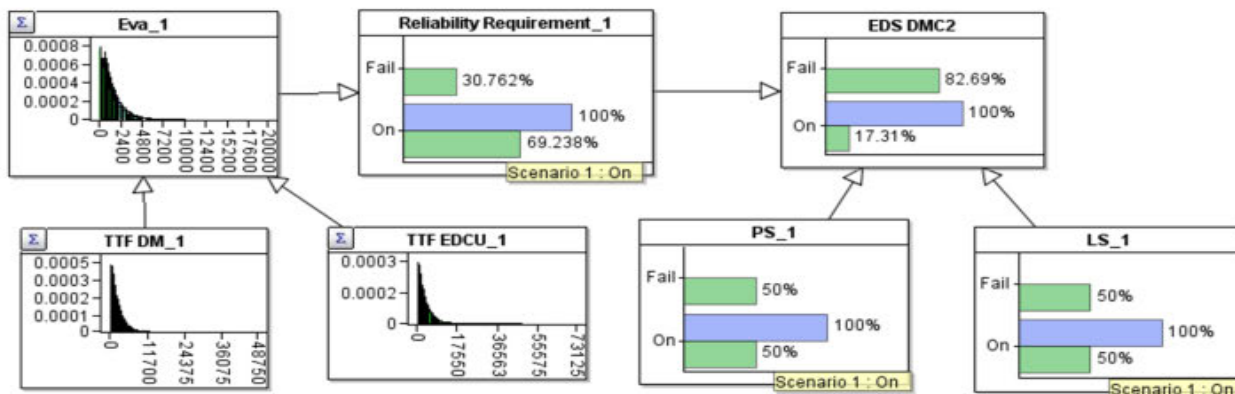 Σ
Eva_1
0.0008
0.0006
0.0004
0.0002
0
0
2400
4800
7200
10000
12400
15200
17600
20000
Reliability Requirement_1
Fail
30.762%
100%
On
69.238%
Scenario 1 : On
EDS DMC2
Fail
82.69%
100%
On
17.31%
Σ
TTF DM_1
0.0005
0.0003
0.0002
0.0001
0
0
11700
24375
36075
48750
Σ
TTF EDCU_1
0.0003
0.0002
0
0
17550
36563
55575
73125
PS_1
Fail
50%
100%
On
50%
Scenario 1 : On
LS_1
Fail
50%
100%
On
50%
Scenario 1 : On